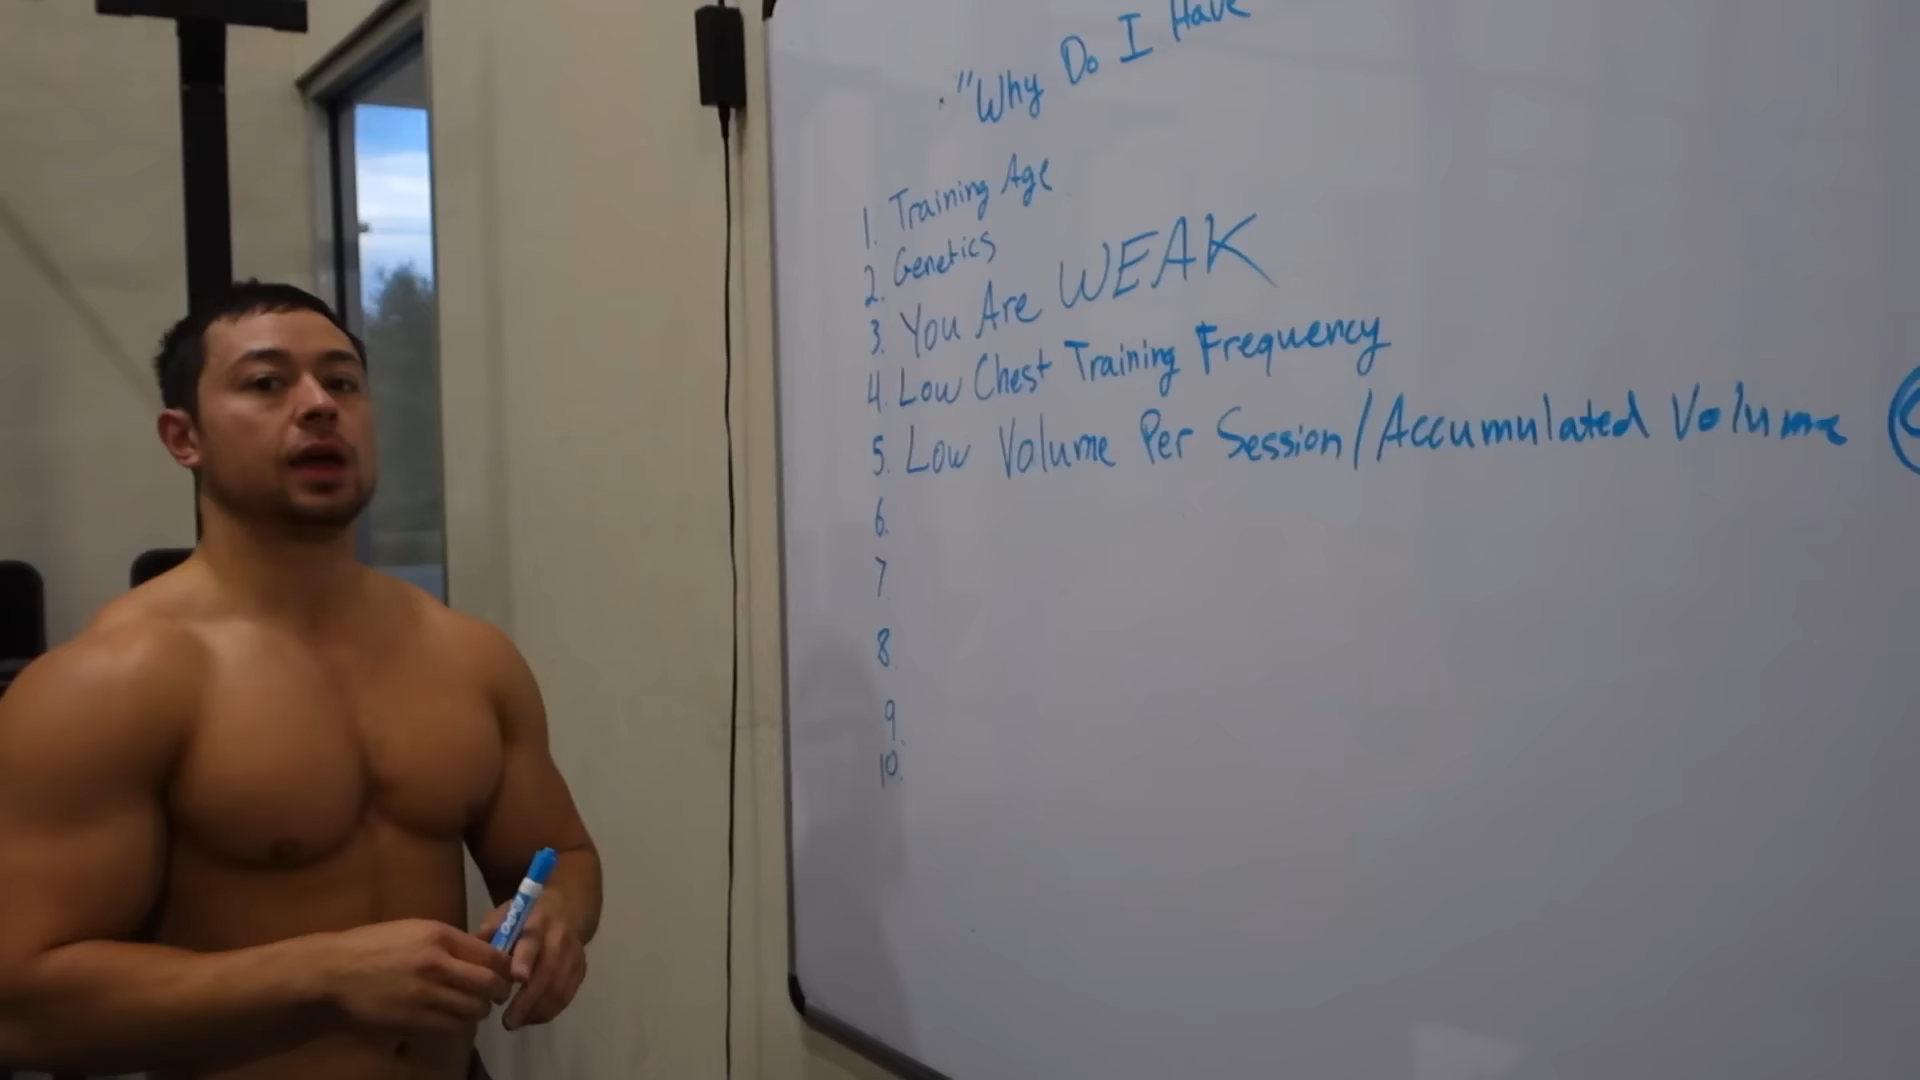 "Why Do I Have
1. Training Age
2. Genetics
3. You Are WEAK
4. Low Chest Training Frequency
5. Low Volume Per Session/Accumulated Volume
6.
7.
8.
9.
10.
EXPO